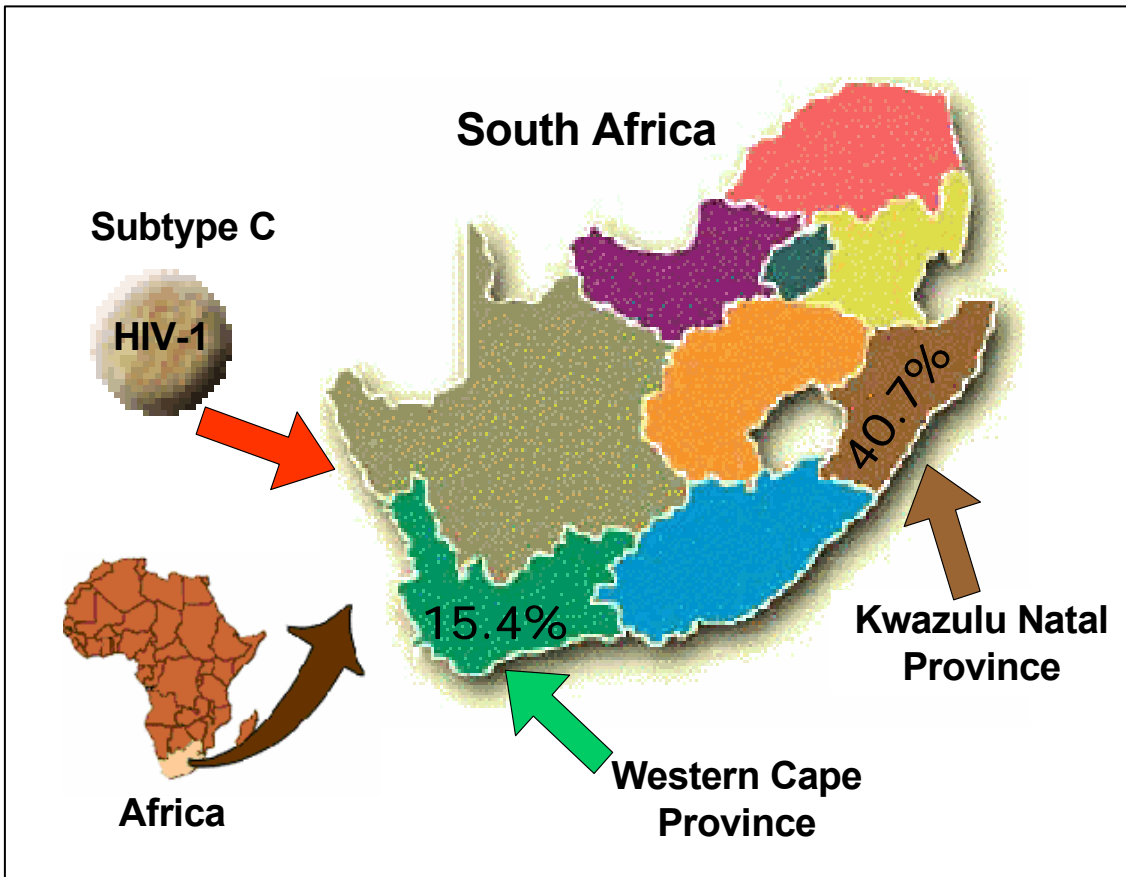 South Africa
Subtype C
HIV-1
40.7%
15.4%
Kwazulu Natal
Province
Western Cape
Province
Africa